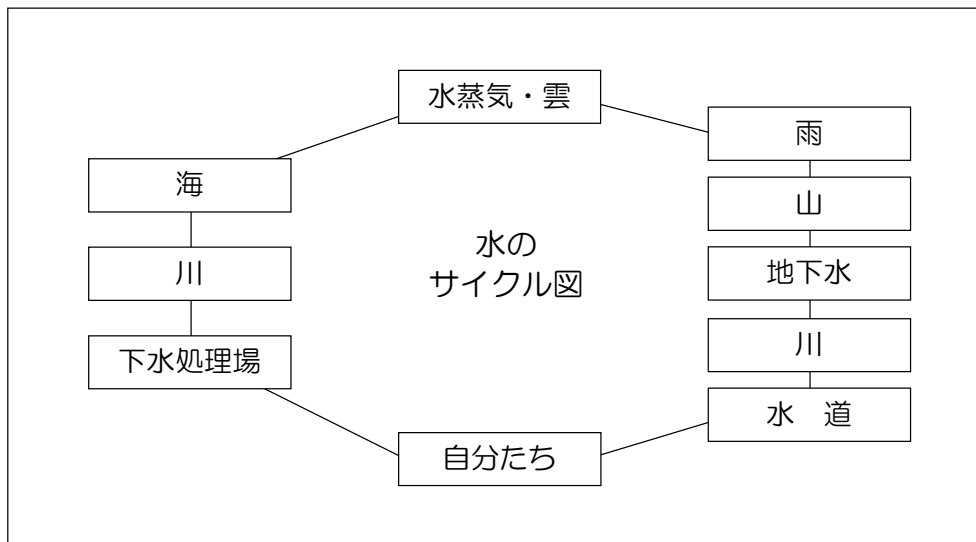 水蒸気・雲
雨
山
地下水
川
水　道
自分たち
下水処理場
川
海
水の
サイクル図